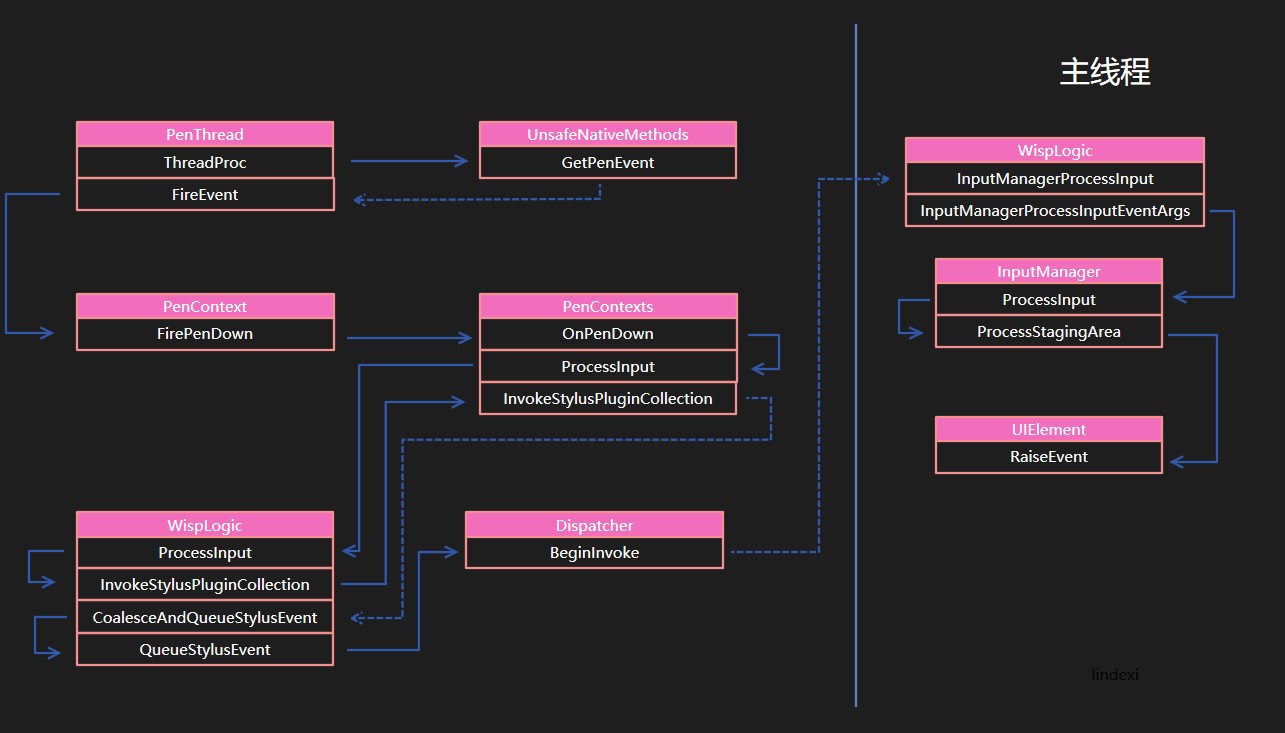 主线程
PenThread
ThreadProc
FireEvent
UnsafeNativeMethods
GetPenEvent
PenContext
FirePenDown
PenContexts
OnPenDown
ProcessInput
InvokeStylusPluginCollection
WispLogic
ProcessInput
InvokeStylusPluginCollection
CoalesceAndQueueStylusEvent
QueueStylusEvent
Dispatcher
BeginInvoke
WispLogic
InputManagerProcessInput
InputManagerProcessInputEventArgs
InputManager
ProcessInput
ProcessStagingArea
UIElement
RaiseEvent
lindexi